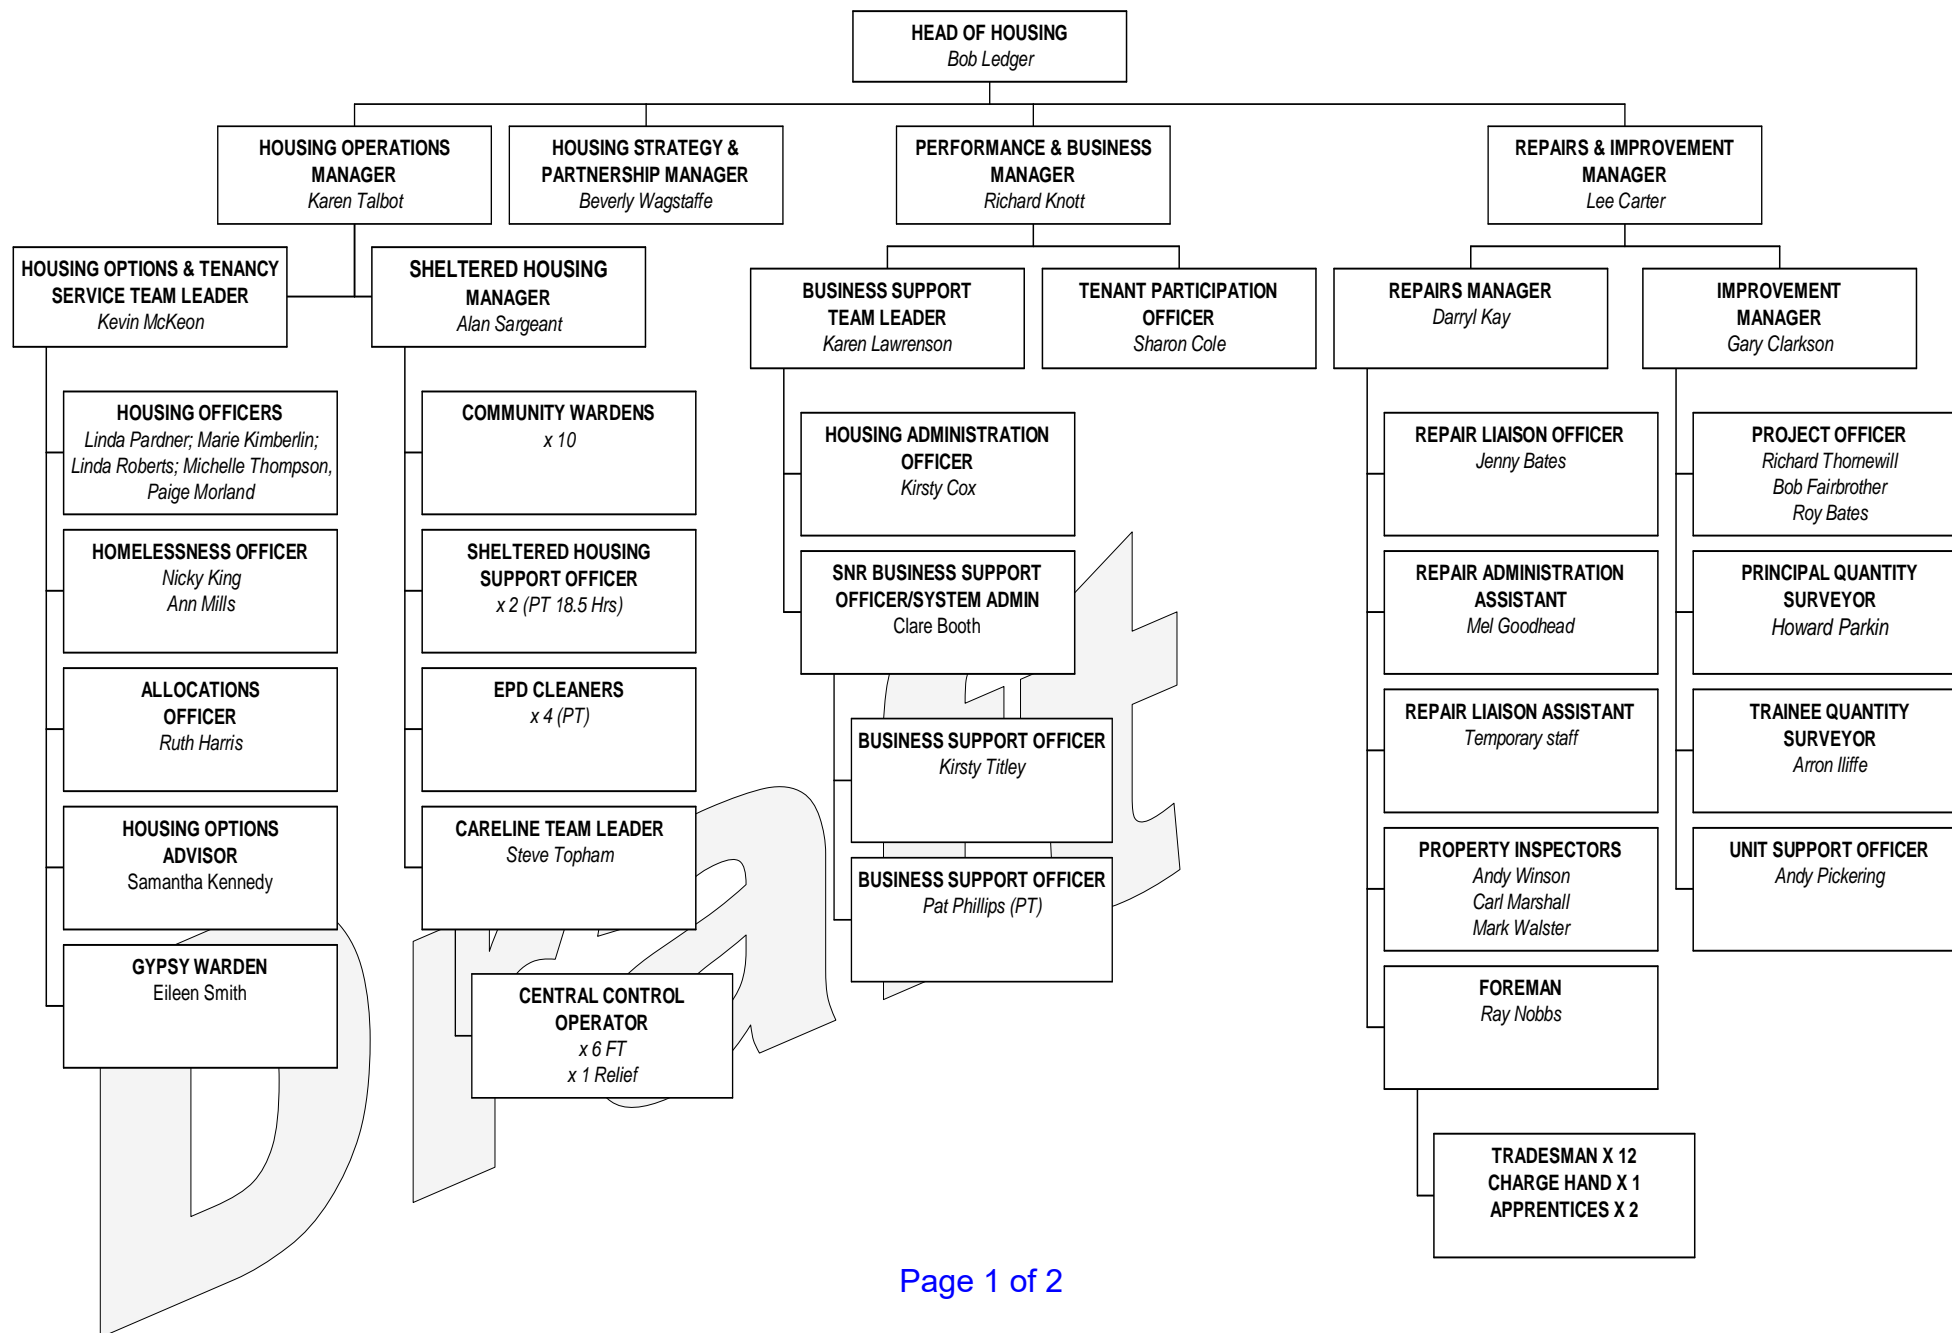 HEAD OF HOUSING
Bob Ledger
HOUSING OPERATIONS
MANAGER
Karen Talbot
HOUSING STRATEGY &
PARTNERSHIP MANAGER
Beverly Wagstaffe
PERFORMANCE & BUSINESS
MANAGER
Richard Knott
REPAIRS & IMPROVEMENT
MANAGER
Lee Carter
HOUSING OPTIONS & TENANCY
SERVICE TEAM LEADER
Kevin McKeon
SHELTERED HOUSING
MANAGER
Alan Sargeant
BUSINESS SUPPORT
TEAM LEADER
Karen Lawrenson
TENANT PARTICIPATION
OFFICER
Sharon Cole
REPAIRS MANAGER
Darryl Kay
IMPROVEMENT
MANAGER
Gary Clarkson
HOUSING OFFICERS
Linda Pardner; Marie Kimberlin;
Linda Roberts; Michelle Thompson,
Paige Morland
HOMELESSNESS OFFICER
Nicky King
Ann Mills
ALLOCATIONS
OFFICER
Ruth Harris
HOUSING OPTIONS
ADVISOR
Samantha Kennedy
GYPSY WARDEN
Eileen Smith
COMMUNITY WARDENS
x 10
SHELTERED HOUSING
SUPPORT OFFICER
x 2 (PT 18.5 Hrs)
EPD CLEANERS
x 4 (PT)
CARELINE TEAM LEADER
Steve Topham
CENTRAL CONTROL
OPERATOR
x 6 FT
x 1 Relief
HOUSING ADMINISTRATION
OFFICER
Kirsty Cox
SNR BUSINESS SUPPORT
OFFICER/SYSTEM ADMIN
Clare Booth
BUSINESS SUPPORT OFFICER
Kirsty Titley
BUSINESS SUPPORT OFFICER
Pat Phillips (PT)
REPAIR LIAISON OFFICER
Jenny Bates
REPAIR ADMINISTRATION
ASSISTANT
Mel Goodhead
REPAIR LIAISON ASSISTANT
Temporary staff
PROPERTY INSPECTORS
Andy Winson
Carl Marshall
Mark Walster
FOREMAN
Ray Nobbs
TRADESMAN X 12
CHARGE HAND X 1
APPRENTICES X 2
PROJECT OFFICER
Richard Thornewill
Bob Fairbrother
Roy Bates
PRINCIPAL QUANTITY
SURVEYOR
Howard Parkin
TRAINEE QUANTITY
SURVEYOR
Arron Iliffe
UNIT SUPPORT OFFICER
Andy Pickering
Draft
Page 1 of 2